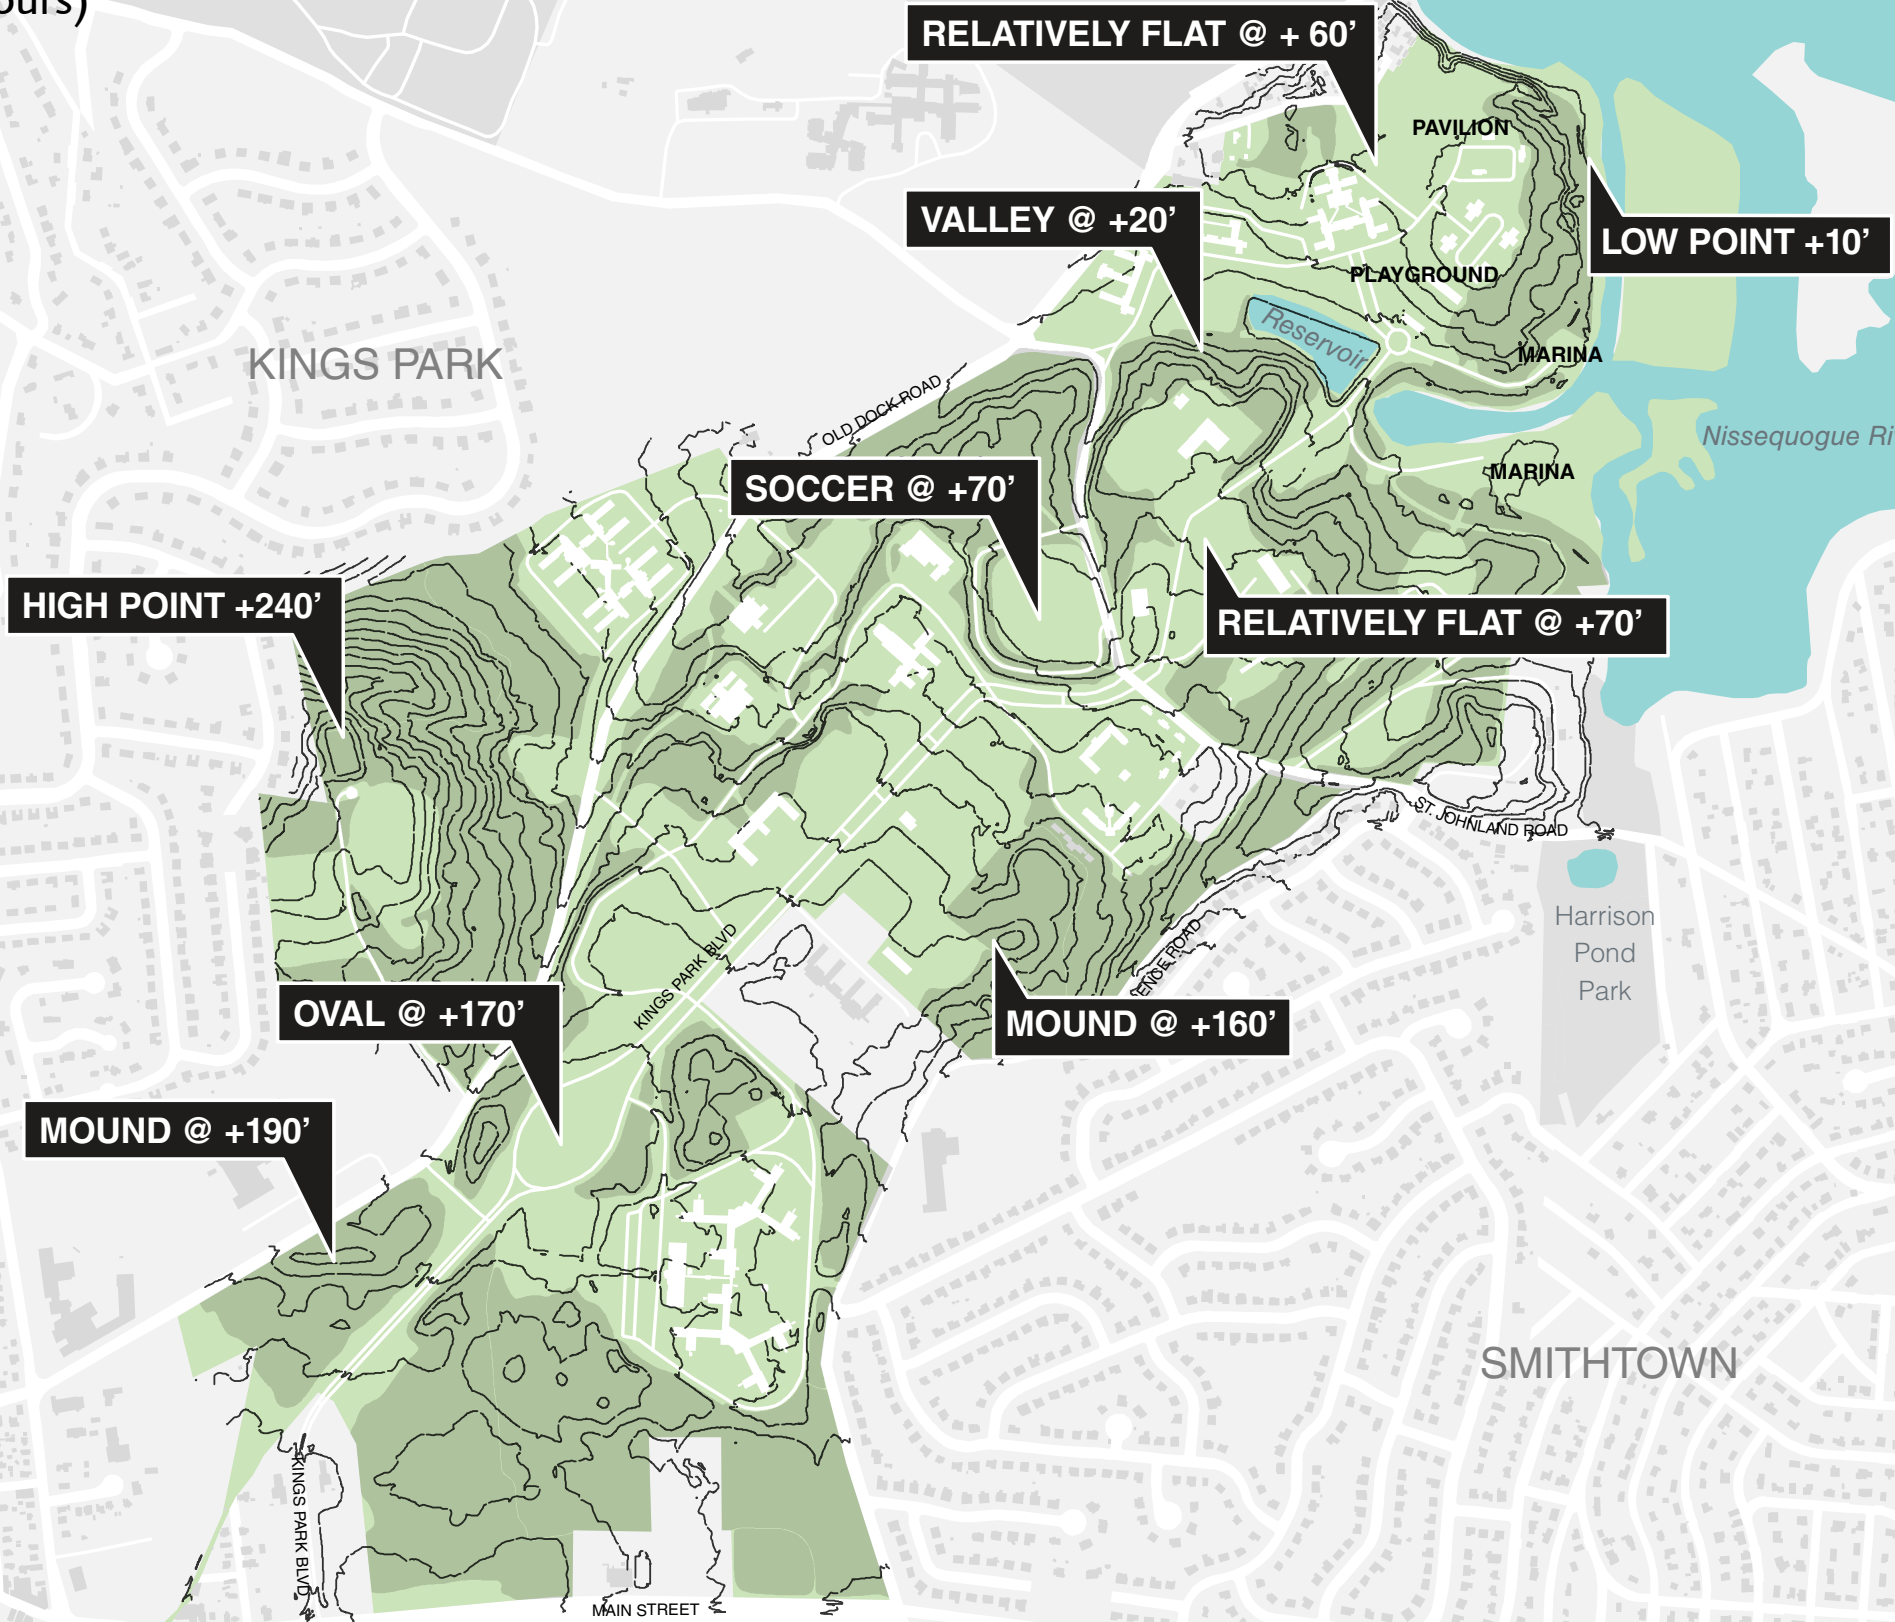 RELATIVELY FLAT @ + 60’
PAVILION
VALLEY @ +20’
LOW POINT +10’
PLAYGROUND
Reservoir
MARINA
KINGS PARK
OLD DOCK ROAD
Nissequogue Ri
MARINA
SOCCER @ +70’
HIGH POINT +240’
RELATIVELY FLAT @ +70’
ST. JOHNLAND ROAD
Harrison
Pond
Park
KINGS PARK BLVD
ROAD
OVAL @ +170’
MOUND @ +160’
MOUND @ +190’
SMITHTOWN
KINGS PARK BLVD
MAIN STREET